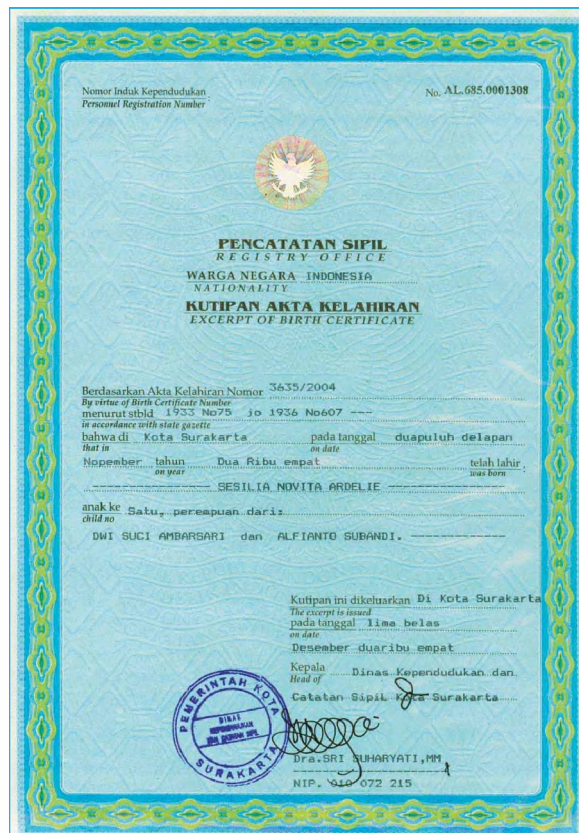 Nomor Induk Kependudukan
Personnel Registration Number
No. AL.685.0001308
PENCATATAN SIPIL
REGISTRY OFFICE
WARGA NEGARA INDONESIA
NATIONALITY
KUTIPAN AKTA KELAHIRAN
EXCERPT OF BIRTH CERTIFICATE
Berdasarkan Akta Kelahiran Nomor 3635/2004
By virtue of Birth Certificate Number
menurut stbld 1933 No75 jo 1936 No607 ---
in accordance with state gazette
bahwa di Kota Surakarta pada tanggal duapuluh delapan
that in on date
Nopember tahun Dua Ribu empat telah lahir :
on year was born
---------------- SESILIA NOVITA ARDELIE ----------------
anak ke Satu, perempuan dari:
child no
DWI SUCI AMBARSARI dan ALFIANTO SUBANDI. -------------
Kutipan ini dikeluarkan Di Kota Surakarta
The excerpt is issued
pada tanggal lima belas
on date
Desember duaribu empat
Kepala Dinas Kependudukan dan
Head of
Catatan Sipil Kota Surakarta
PEMERINTAH KOTA
DINAS
KEPENDUDUKAN
DAN CATATAN SIPIL
SURAKARTA
Dra.SRI SUHARYATI,MM
NIP. 010 072 215